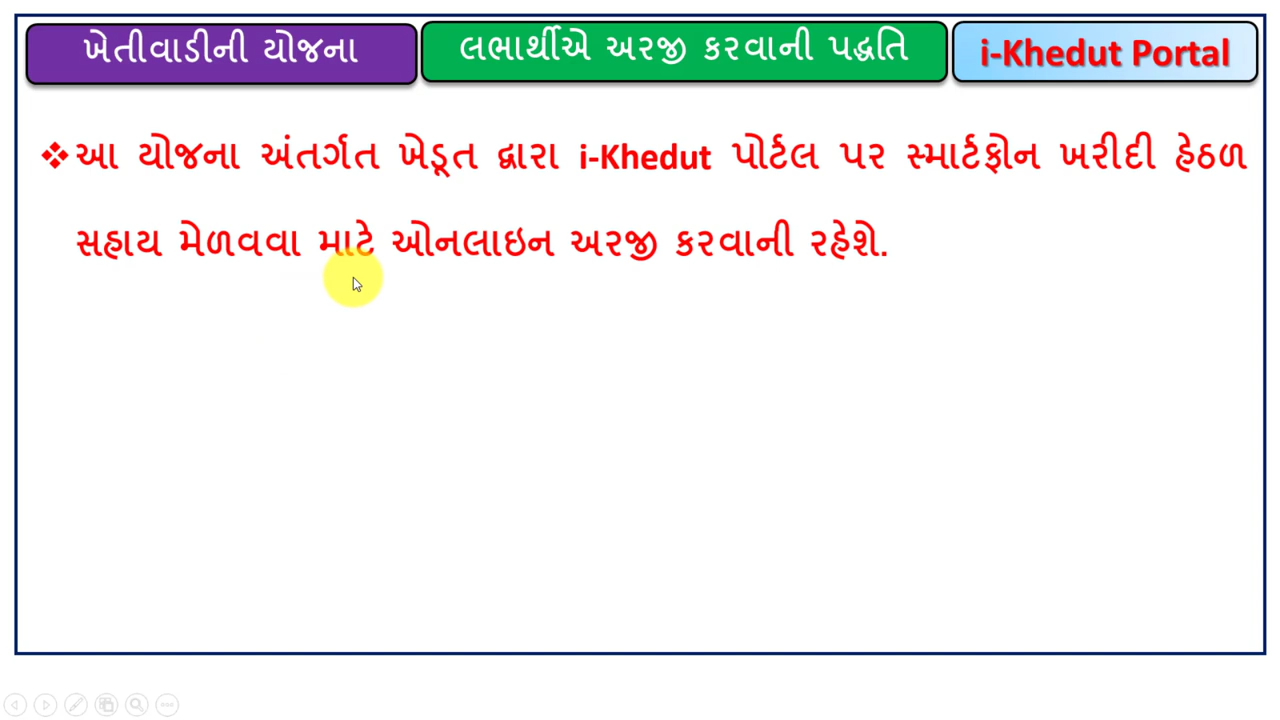 ખેતીવાડીની યોજના
લભાર્થીએ અરજી કરવાની પદ્ધતિ
i-Khedut Portal
❖આ યોજના અંતર્ગત ખેડૂત દ્વારા i-Khedut પોર્ટલ પર સ્માર્ટફોન ખરીદી હેઠળ
સહાય મેળવવા માટે ઓનલાઇન અરજી કરવાની રહેશે.